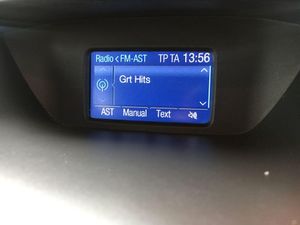 Radio < FM-AST TP TA 13:56
Grt Hits
AST Manual Text